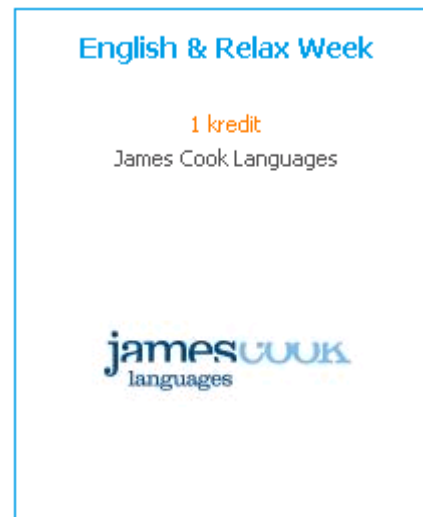 English & Relax Week
1 kredit
James Cook Languages
jamescook
languages